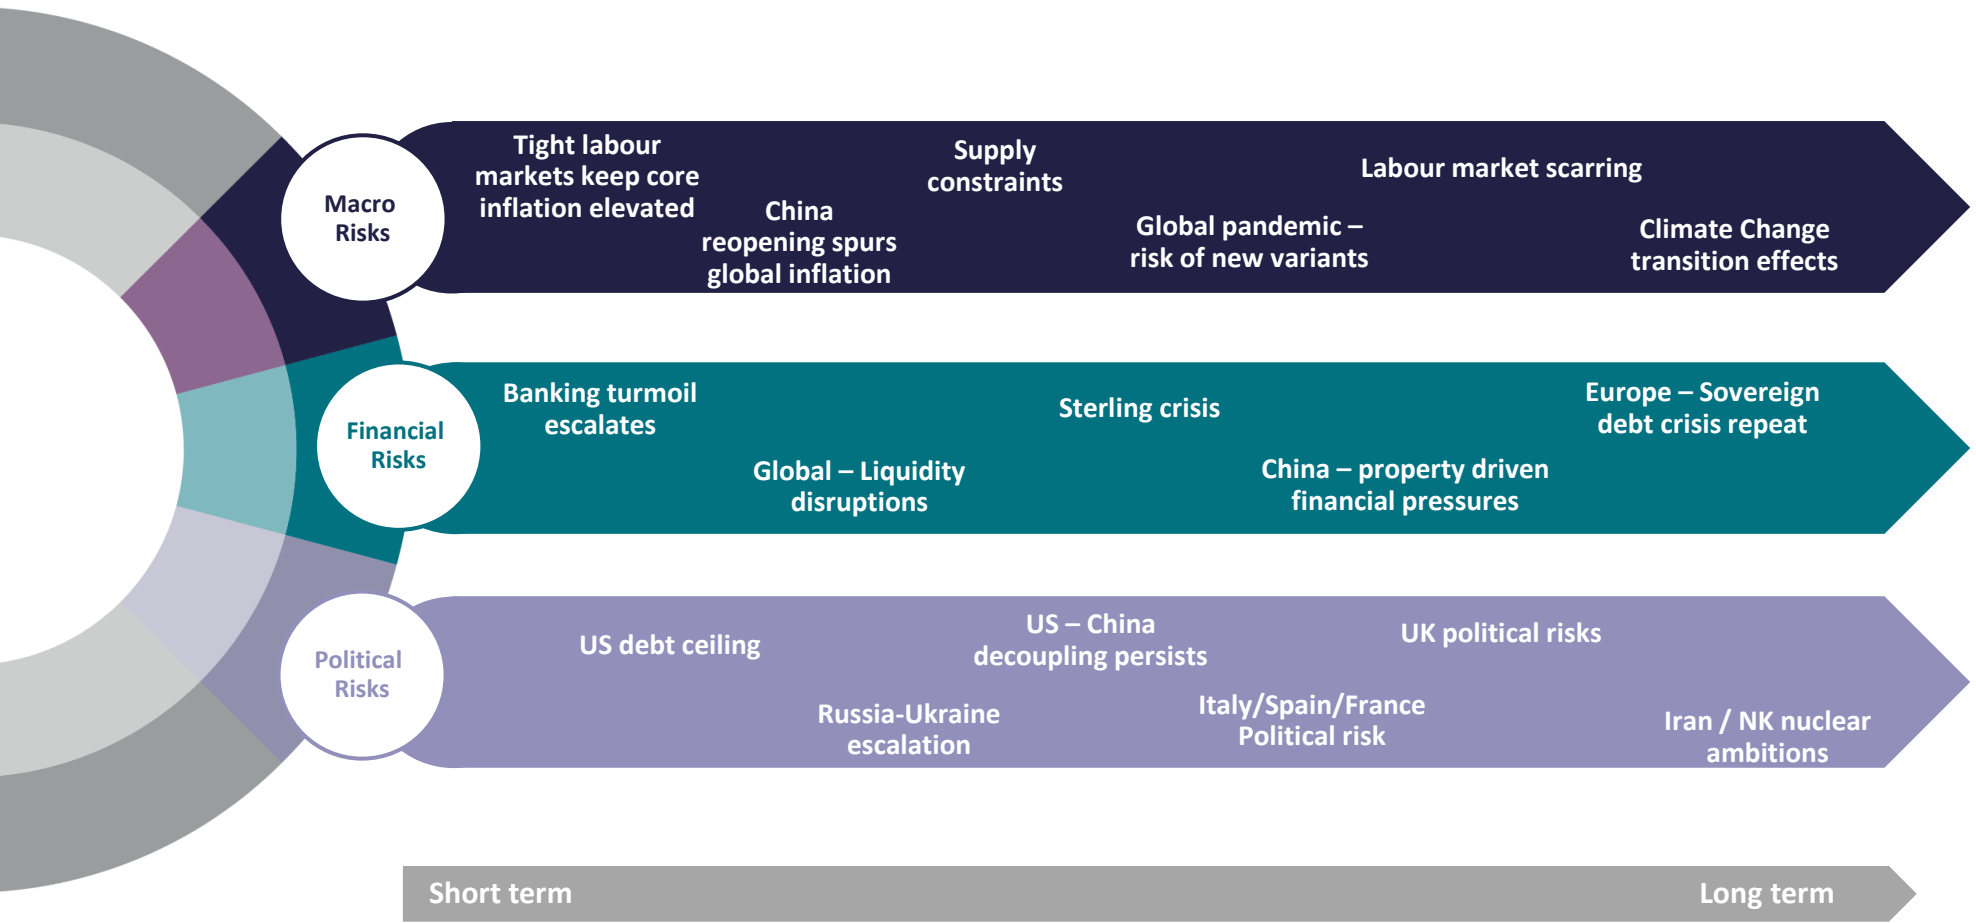 Macro
Risks
Tight labour
markets keep core
inflation elevated
China
reopening spurs
global inflation
Supply
constraints
Global pandemic –
risk of new variants
Labour market scarring
Climate Change
transition effects
Financial
Risks
Banking turmoil
escalates
Global – Liquidity
disruptions
Sterling crisis
China – property driven
financial pressures
Europe – Sovereign
debt crisis repeat
Political
Risks
US debt ceiling
Russia-Ukraine
escalation
US – China
decoupling persists
Italy/Spain/France
Political risk
UK political risks
Iran / NK nuclear
ambitions
Short term
Long term